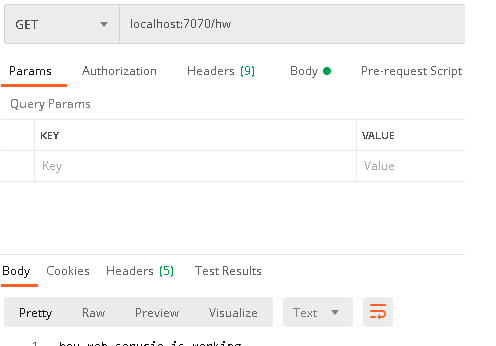 GET localhost:7070/hw
Params Authorization Headers (9) Body Pre-request Script
Query Params
KEY VALUE
Key Value
Body Cookies Headers (5) Test Results
Pretty Raw Preview Visualize Text
1 hey web servsie is working